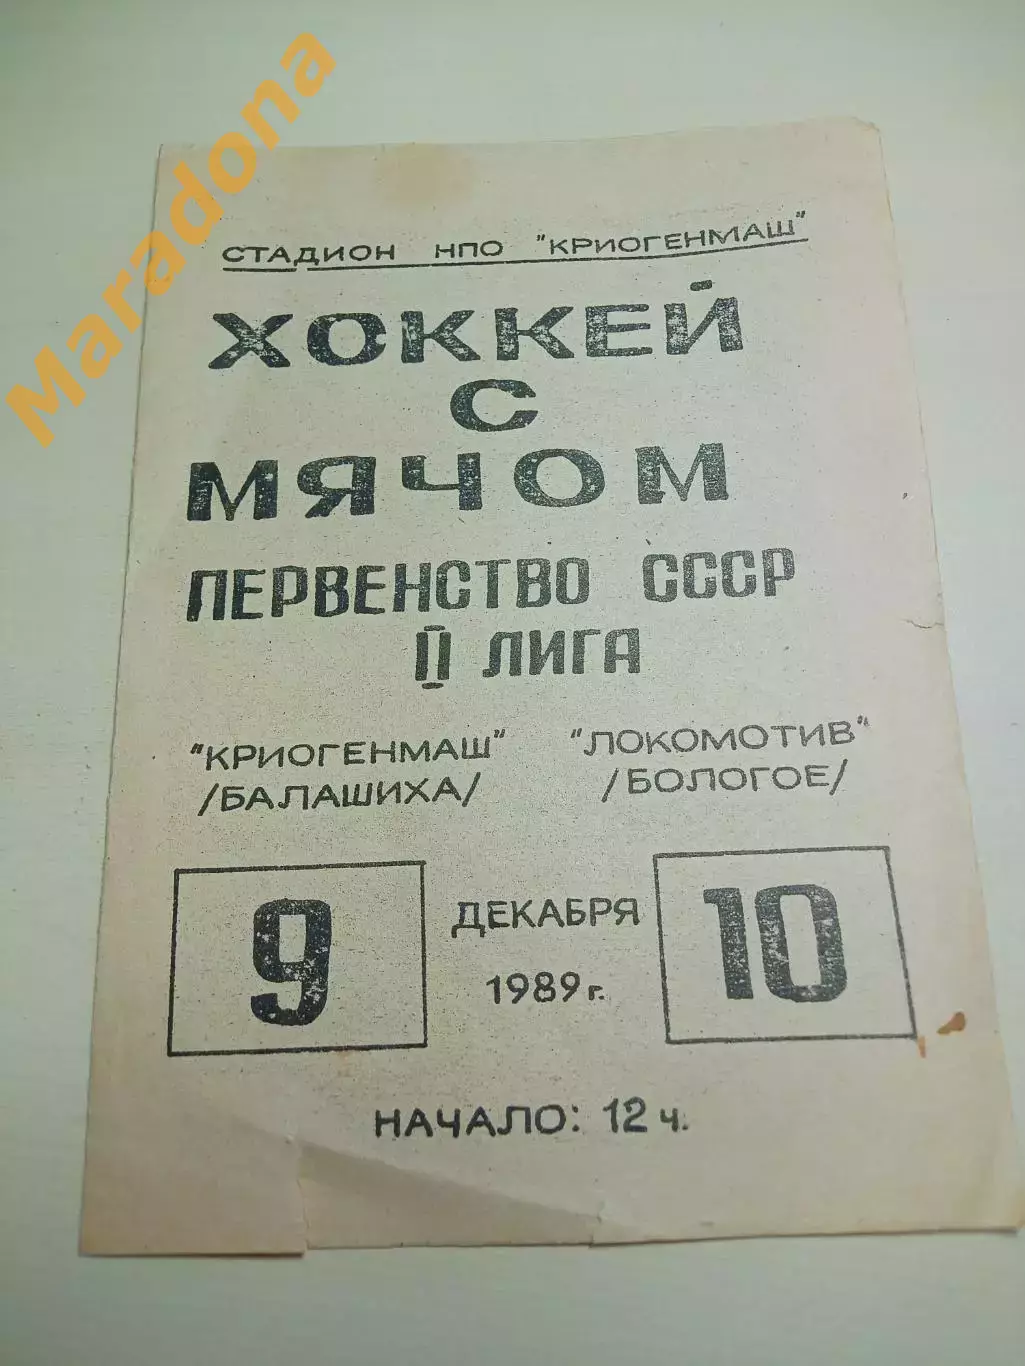 Maradona
СТАДИОН НПО "КРИОГЕНМАШ"
ХОККЕЙ
С
МЯЧОМ
ПЕРВЕНСТВО СССР
II ЛИГА
"КРИОГЕНМАШ" "ЛОКОМОТИВ"
/БАЛАШИХА/ /БОЛОГОЕ/
9 ДЕКАБРЯ 10
1989 г.
НАЧАЛО: 12 ч.